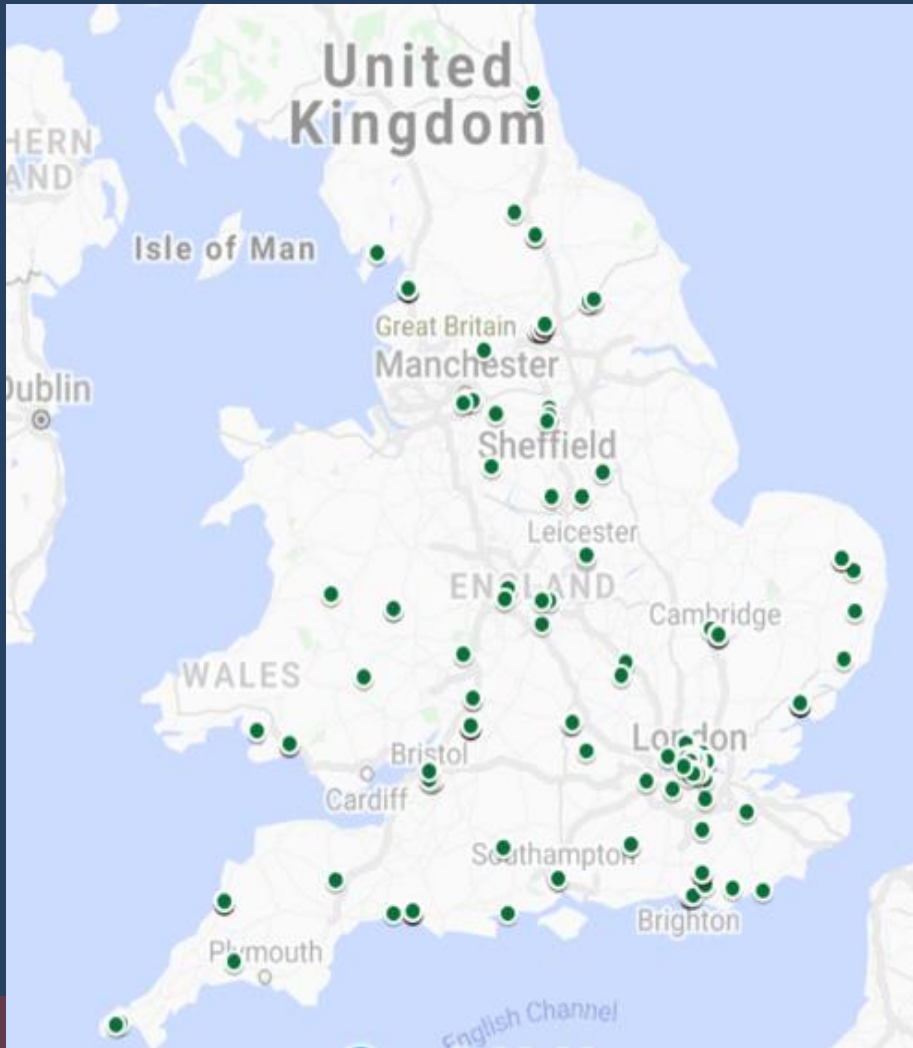 United
Kingdom
HERN
AND
Isle of Man
Great Britain
Manchester
Dublin
Sheffield
Leicester
ENGLAND
Cambridge
WALES
London
Bristol
Cardiff
Southampton
Brighton
Plymouth
English Channel